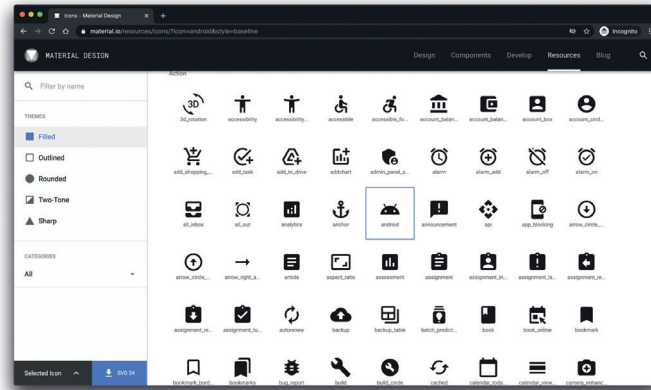 Icons - Material Design
material.io/resources/icons/?icon=android&style=baseline
Incognito
MATERIAL DESIGN
Design Components Develop Resources Blog
Filter by name
THEMES
Filled
Outlined
Rounded
Two-Tone
Sharp
CATEGORIES
All
Selected Icon
SVG 24
Action
3D
3d_rotation accessibility accessibility... accessible accessible_fo... account_balan... account_balan... account_box account_circl...
add_shopping_... add_task add_to_drive addchart admin_panel_s... alarm alarm_add alarm_off alarm_on
all_inbox all_out analytics anchor android announcement api app_blocking arrow_circle_...
arrow_circle_... arrow_right_a... article aspect_ratio assessment assignment assignment_in... assignment_la... assignment_re...
assignment_re... assignment_tu... autorenew backup backup_table batch_predict... book book_online bookmark
bookmark_bord... bookmarks bug_report build build_circle cached calendar_toda... calendar_view... camera_enhanc...